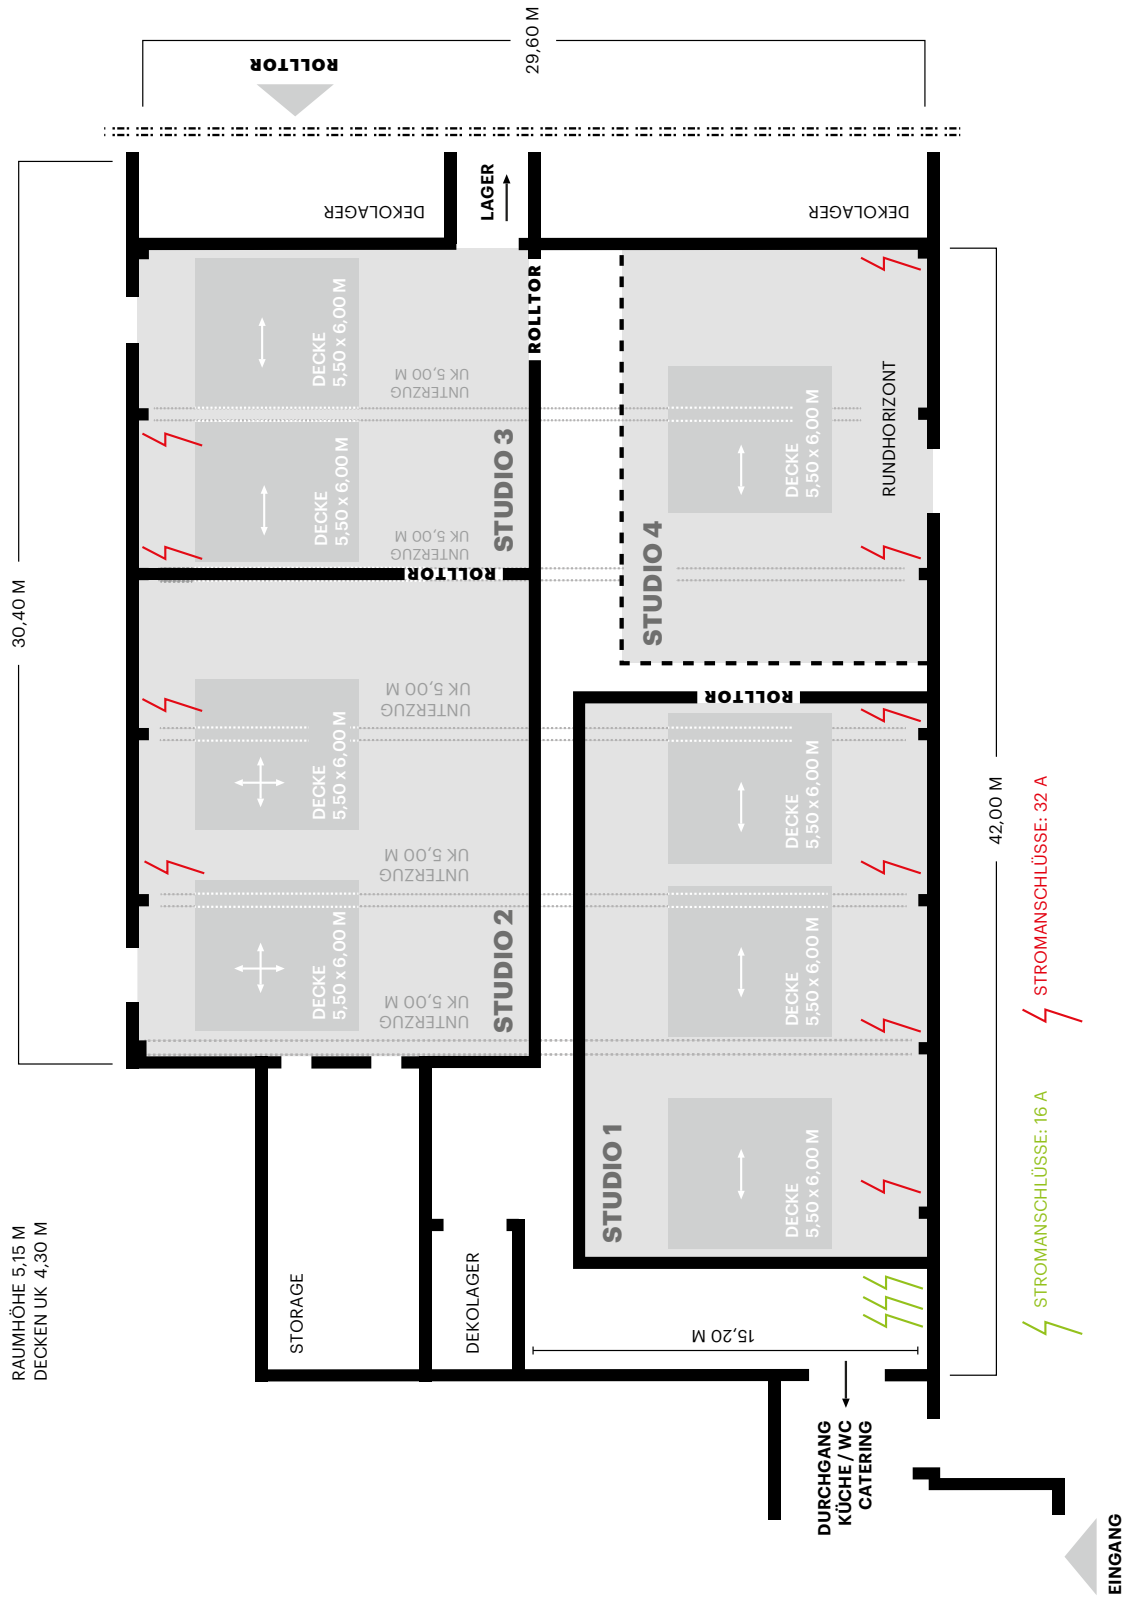 RAUMHÖHE 5,15 M
DECKEN UK 4,30 M
30,40 M
29,60 M
ROLLTOR
DEKOLAGER
LAGER
DEKOLAGER
STORAGE
DEKOLAGER
STUDIO 2
DECKE
5,50 x 6,00 M
DECKE
5,50 x 6,00 M
UNTERZUG
UK 5,00 M
UNTERZUG
UK 5,00 M
UNTERZUG
UK 5,00 M
ROLLTOR
STUDIO 3
DECKE
5,50 x 6,00 M
DECKE
5,50 x 6,00 M
UNTERZUG
UK 5,00 M
UNTERZUG
UK 5,00 M
ROLLTOR
STUDIO 1
DECKE
5,50 x 6,00 M
DECKE
5,50 x 6,00 M
DECKE
5,50 x 6,00 M
ROLLTOR
STUDIO 4
DECKE
5,50 x 6,00 M
RUNDHORIZONT
15,20 M
DURCHGANG
KÜCHE / WC
CATERING
42,00 M
EINGANG
STROMANSCHLÜSSE: 16 A
STROMANSCHLÜSSE: 32 A